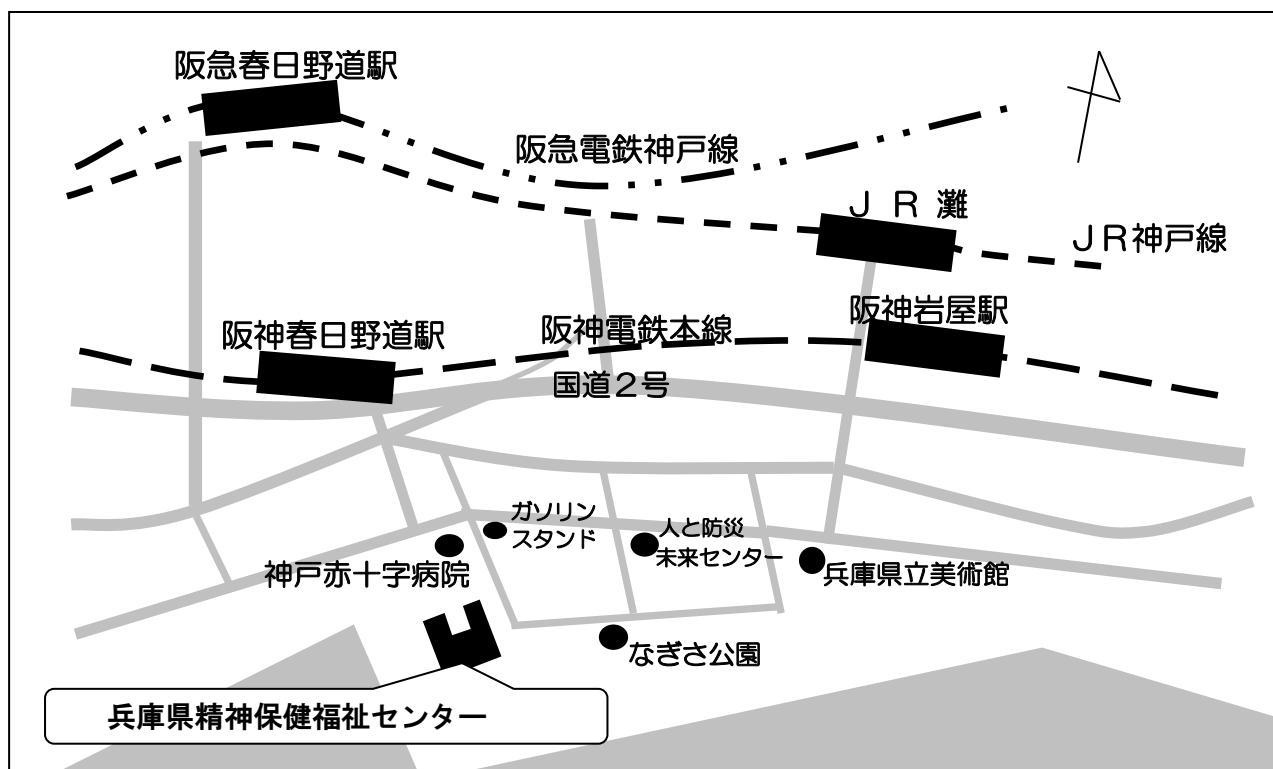 阪急春日野道駅
阪急電鉄神戸線
ＪＲ灘
ＪＲ神戸線
阪神岩屋駅
阪神春日野道駅
阪神電鉄本線
国道２号
ガソリン
スタンド
人と防災
未来センター
神戸赤十字病院
兵庫県立美術館
なぎさ公園
兵庫県精神保健福祉センター